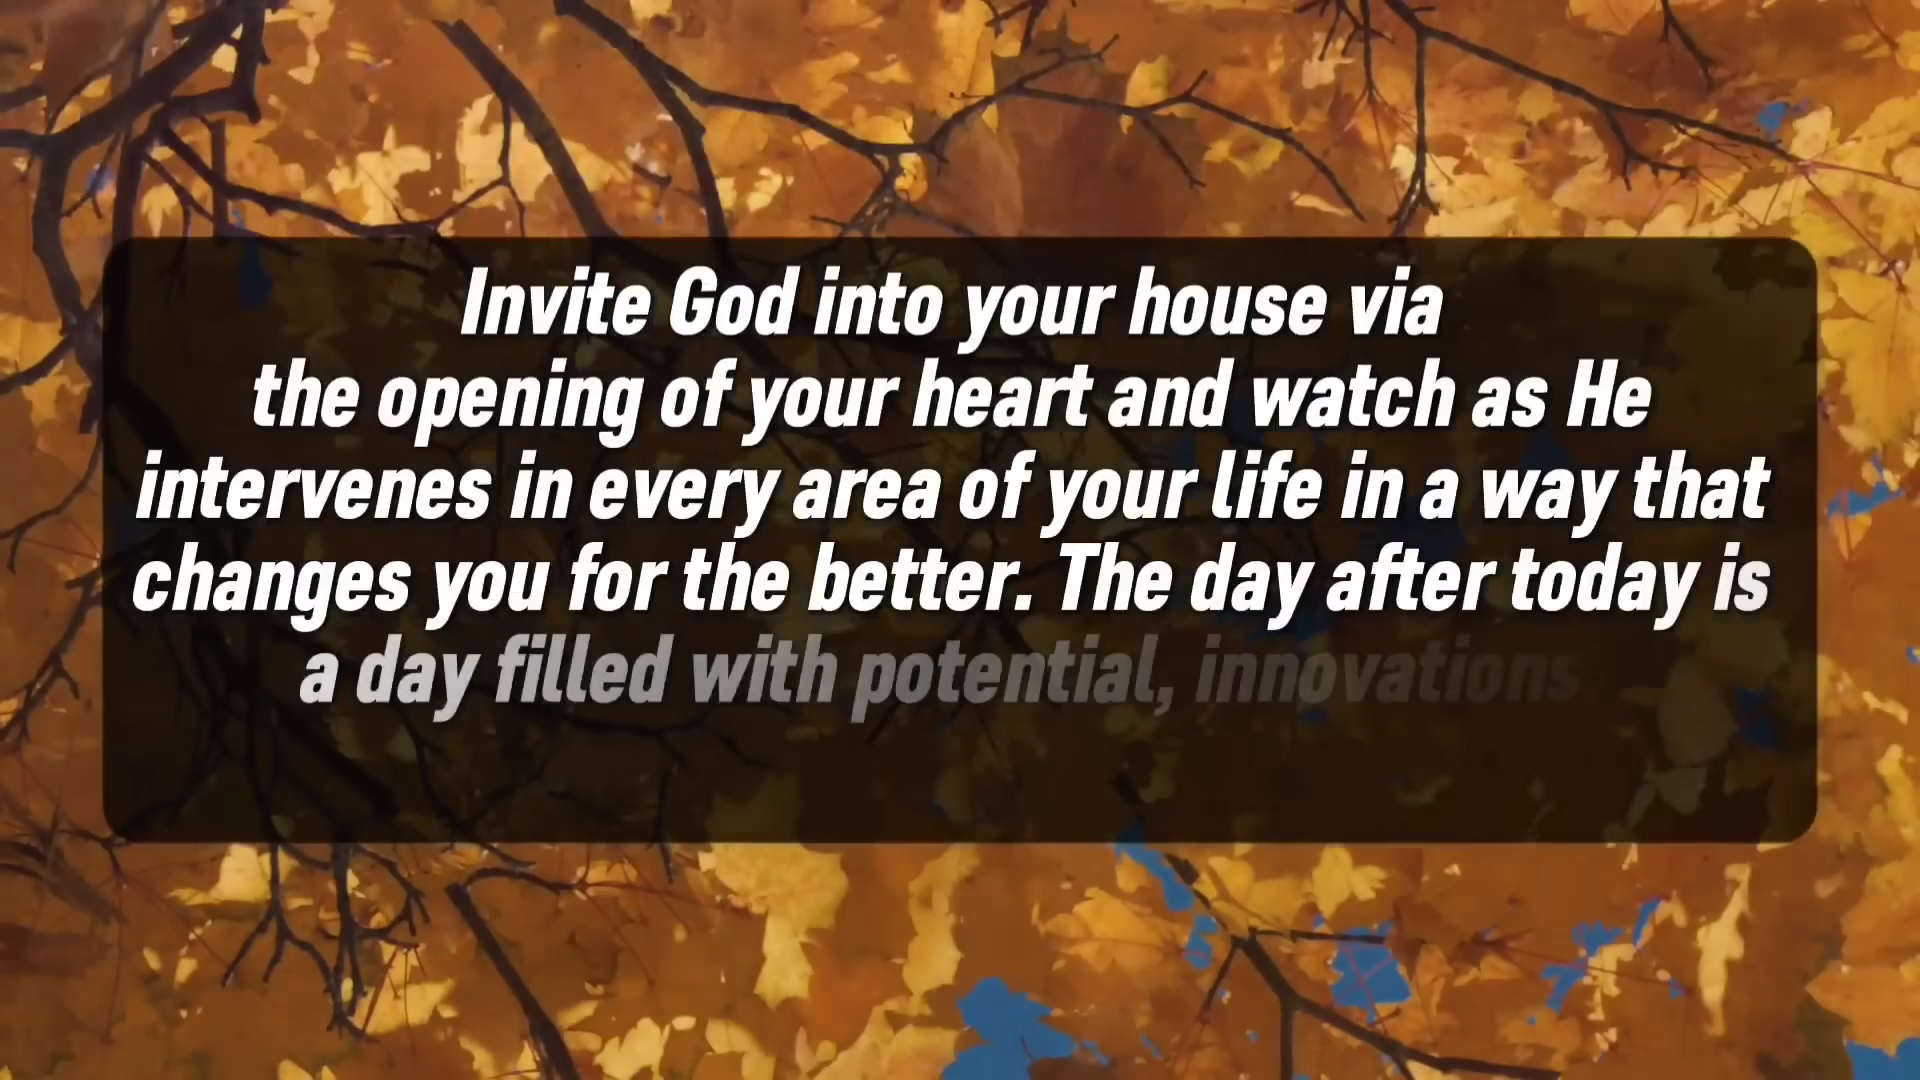 Invite God into your house via
the opening of your heart and watch as He
intervenes in every area of your life in a way that
changes you for the better. The day after today is
a day filled with potential, innovations